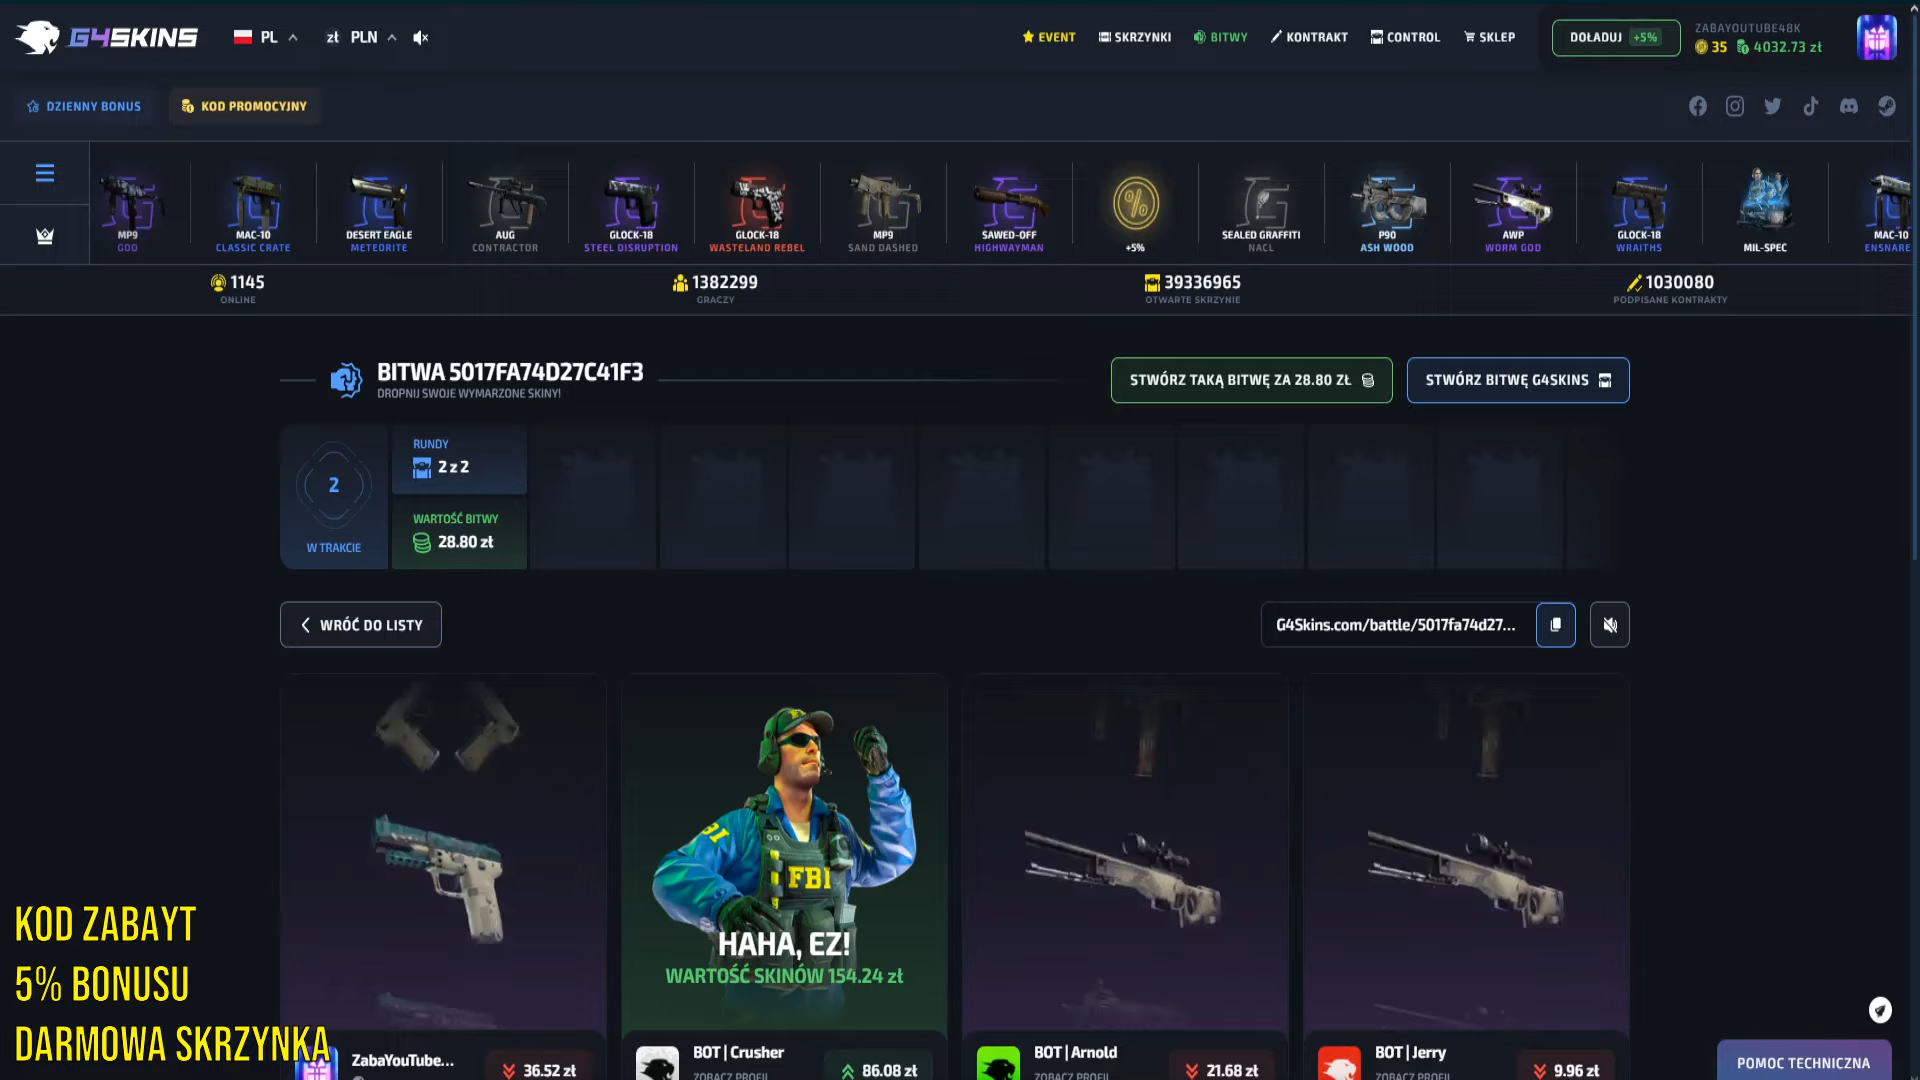 G4SKINS
PL
zł PLN
EVENT
SKRZYNKI
BITWY
KONTRAKT
CONTROL
SKLEP
DOŁADUJ +5%
ZABAYOUTUBE48K
35 4032.73 zł
DZIENNY BONUS
KOD PROMOCYJNY
MP9
GOO
MAC-10
CLASSIC CRATE
DESERT EAGLE
METEORITE
AUG
CONTRACTOR
GLOCK-18
STEEL DISRUPTION
GLOCK-18
WASTELAND REBEL
MP9
SAND DASHED
SAWED-OFF
HIGHWAYMAN
%
+5%
SEALED GRAFFITI
NACL
P90
ASH WOOD
AWP
WORM GOD
GLOCK-18
WRAITHS
MIL-SPEC
MAC-10
ENSNARE
1145
ONLINE
1382299
GRACZY
39336965
OTWARTE SKRZYNIE
1030080
PODPISANE KONTRAKTY
BITWA 5017FA74D27C41F3
DROPNIJ SWOJE WYMARZONE SKINY!
STWÓRZ TAKĄ BITWĘ ZA 28.80 ZŁ
STWÓRZ BITWĘ G4SKINS
2
W TRAKCIE
RUNDY
2 z 2
WARTOŚĆ BITWY
28.80 zł
WRÓĆ DO LISTY
G4Skins.com/battle/5017fa74d27...
FBI
HAHA, EZ!
WARTOŚĆ SKINÓW 154.24 zł
KOD ZABAYT
5% BONUSU
DARMOWA SKRZYNKA
ZabaYouTube...
36.52 zł
BOT | Crusher
ZOBACZ PROFIL
86.08 zł
BOT | Arnold
ZOBACZ PROFIL
21.68 zł
BOT | Jerry
ZOBACZ PROFIL
9.96 zł
POMOC TECHNICZNA